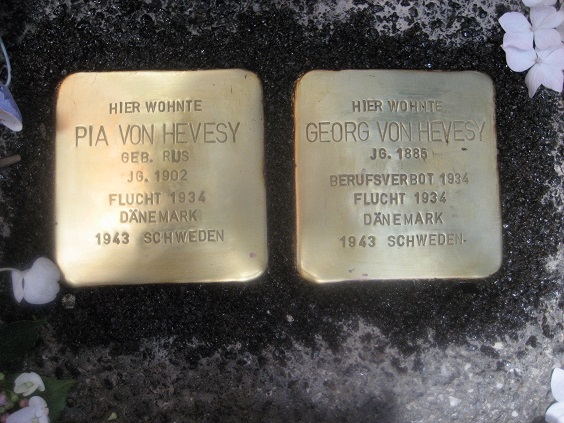 HIER WOHNTE
PIA VON HEVESY
GEB. RIIS
JG. 1902
FLUCHT 1934
DÄNEMARK
1943 SCHWEDEN
HIER WOHNTE
GEORG VON HEVESY
JG. 1885
BERUFSVERBOT 1934
FLUCHT 1934
DÄNEMARK
1943 SCHWEDEN